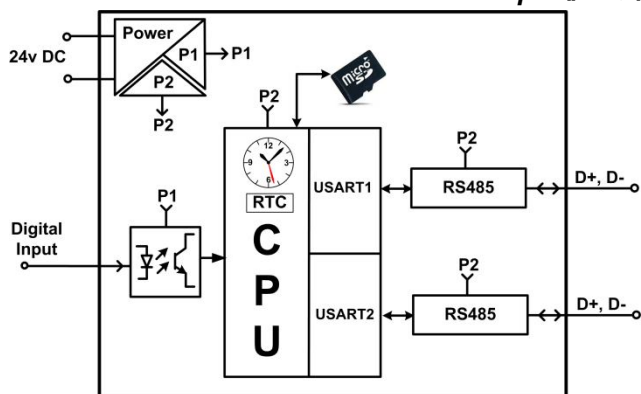 Power
24v DC
P1
P1
P2
P2
micro
SD
P2
12
9
3
6
RTC
USART1
P2
RS485
D+, D-
P1
Digital
Input
C
P
U
USART2
P2
RS485
D+, D-